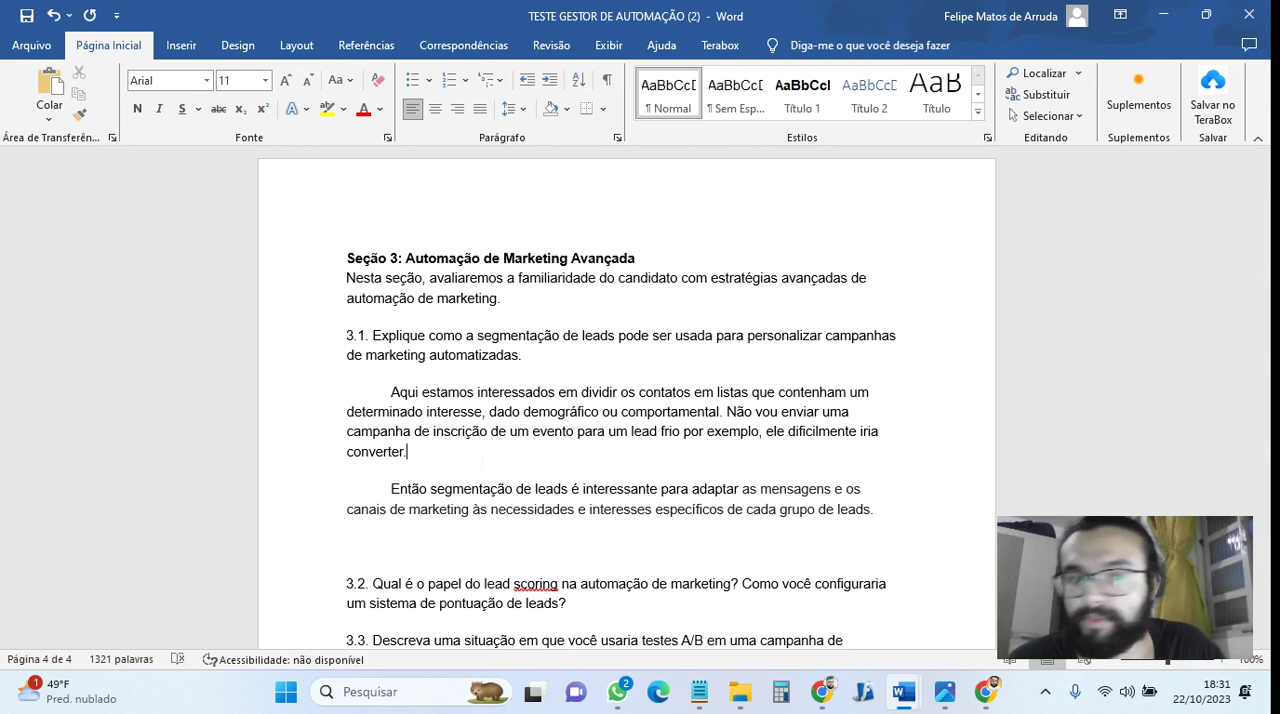 TESTE GESTOR DE AUTOMAÇÃO (2) - Word
Felipe Matos de Arruda
Arquivo Página Inicial Inserir Design Layout Referências Correspondências Revisão Exibir Ajuda Terabox Diga-me o que você deseja fazer
Colar
Área de Transferên...
Arial 11
Aa
N I S abc x₂ x² A A
Fonte
Parágrafo
AaBbCcD AaBbCcD AaBbCcI AaBbCcD AaB
¶ Normal ¶ Sem Esp... Título 1 Título 2 Título
Estilos
Localizar
Substituir
Selecionar
Editando
Suplementos
Suplementos
Salvar no
TeraBox
Salvar
Seção 3: Automação de Marketing Avançada
Nesta seção, avaliaremos a familiaridade do candidato com estratégias avançadas de
automação de marketing.
3.1. Explique como a segmentação de leads pode ser usada para personalizar campanhas
de marketing automatizadas.
Aqui estamos interessados em dividir os contatos em listas que contenham um
determinado interesse, dado demográfico ou comportamental. Não vou enviar uma
campanha de inscrição de um evento para um lead frio por exemplo, ele dificilmente iria
converter.
Então segmentação de leads é interessante para adaptar as mensagens e os
canais de marketing às necessidades e interesses específicos de cada grupo de leads.
3.2. Qual é o papel do lead scoring na automação de marketing? Como você configuraria
um sistema de pontuação de leads?
3.3. Descreva uma situação em que você usaria testes A/B em uma campanha de
Página 4 de 4 1321 palavras Acessibilidade: não disponível 100%
1
49°F
Pred. nublado
Pesquisar
2
18:31
22/10/2023